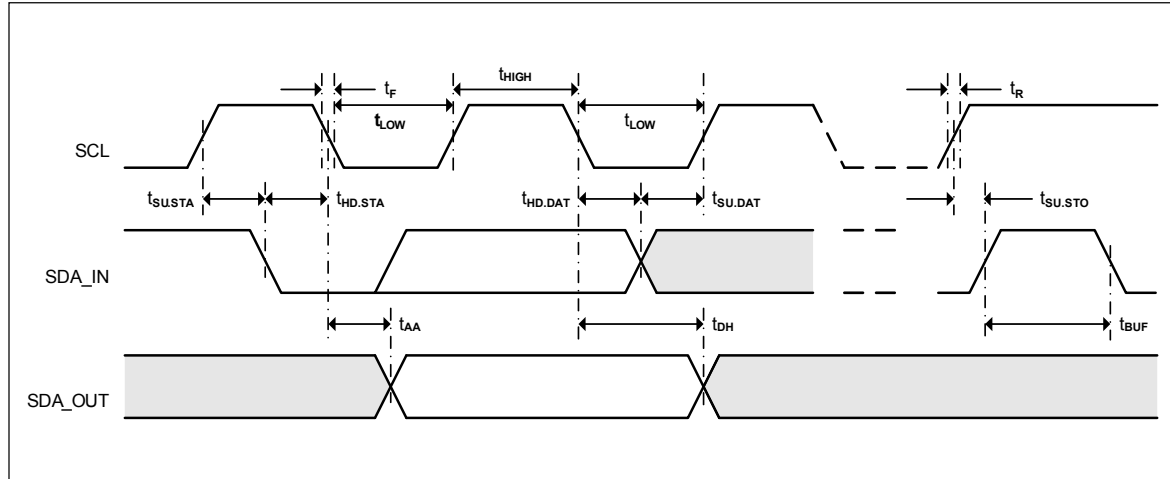 tHIGH
tF
tR
tLOW
tLOW
SCL
tSU.STA
tHD.STA
tHD.DAT
tSU.DAT
tSU.STO
SDA_IN
tAA
tDH
tBUF
SDA_OUT